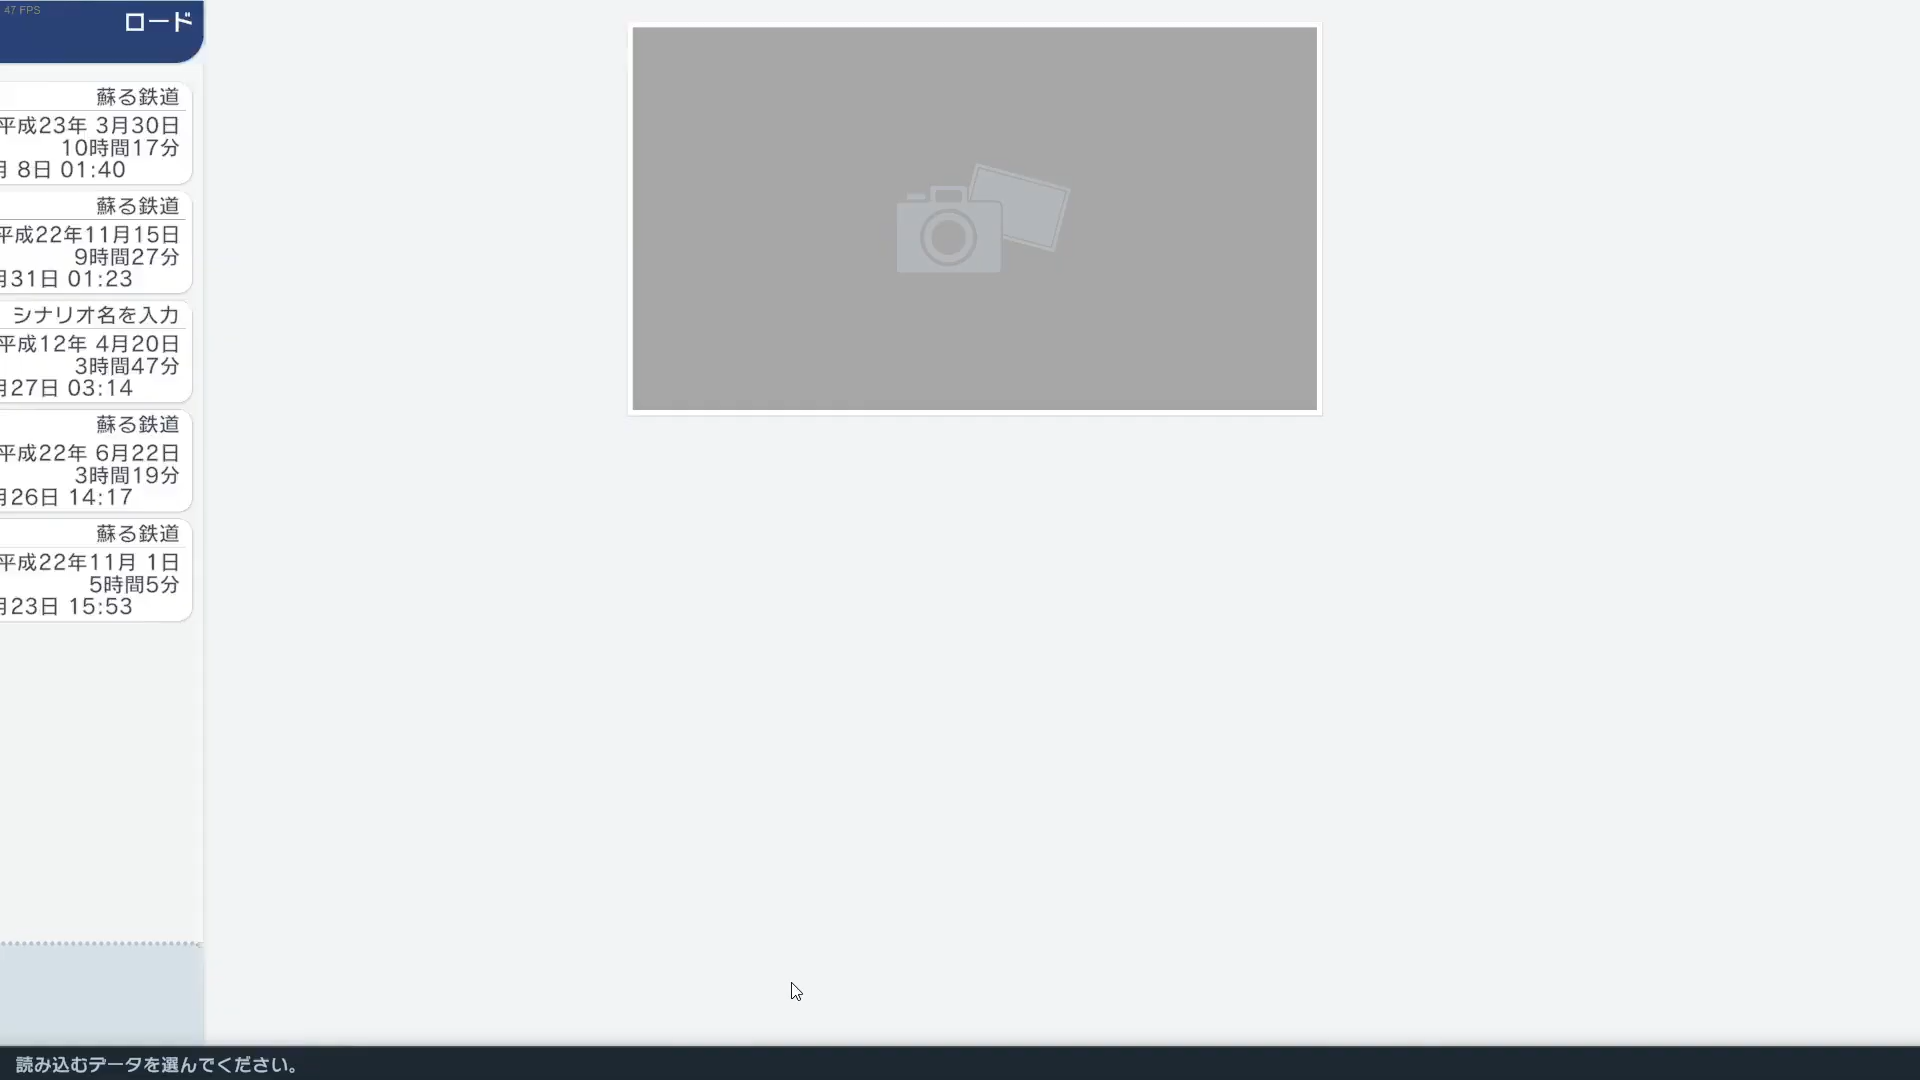 47 FPS
ロード
蘇る鉄道
平成23年 3月30日
10時間17分
月 8日 01:40
蘇る鉄道
平成22年11月15日
9時間27分
月31日 01:23
シナリオ名を入力
平成12年 4月20日
3時間47分
月27日 03:14
蘇る鉄道
平成22年 6月22日
3時間19分
月26日 14:17
蘇る鉄道
平成22年11月 1日
5時間5分
月23日 15:53
読み込むデータを選んでください。